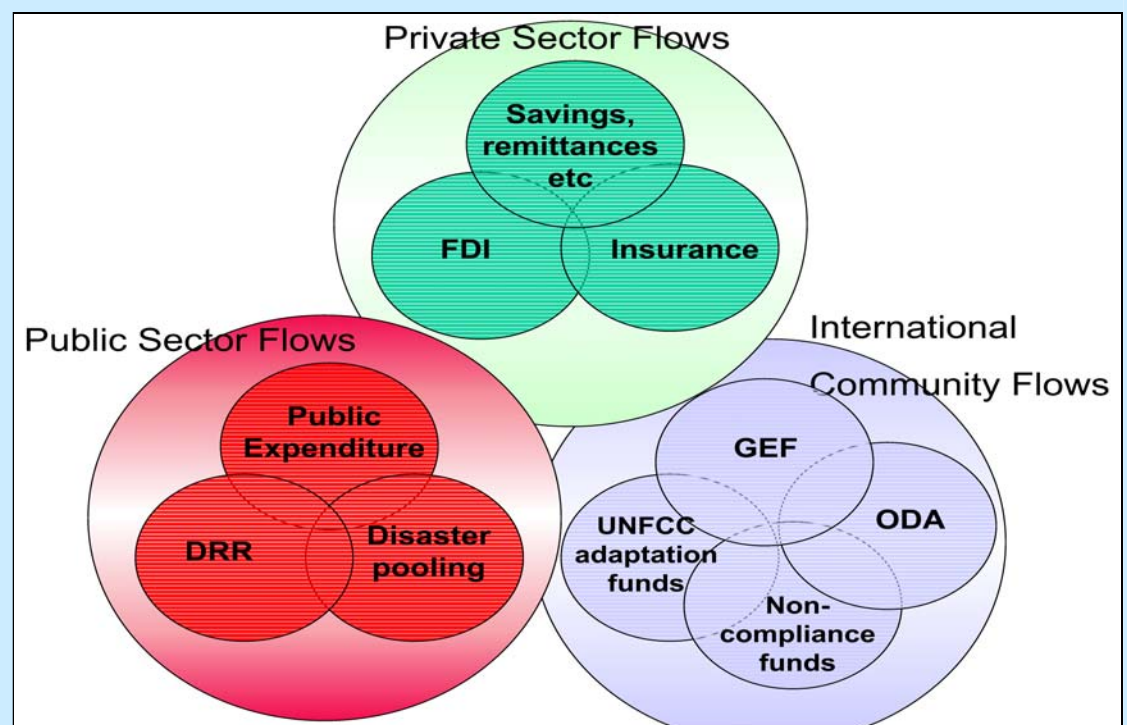 Private Sector Flows
Savings,
remittances
etc
FDI
Insurance
Public Sector Flows
Public
Expenditure
DRR
Disaster
pooling
International
Community Flows
GEF
ODA
UNFCC
adaptation
funds
Non-
compliance
funds